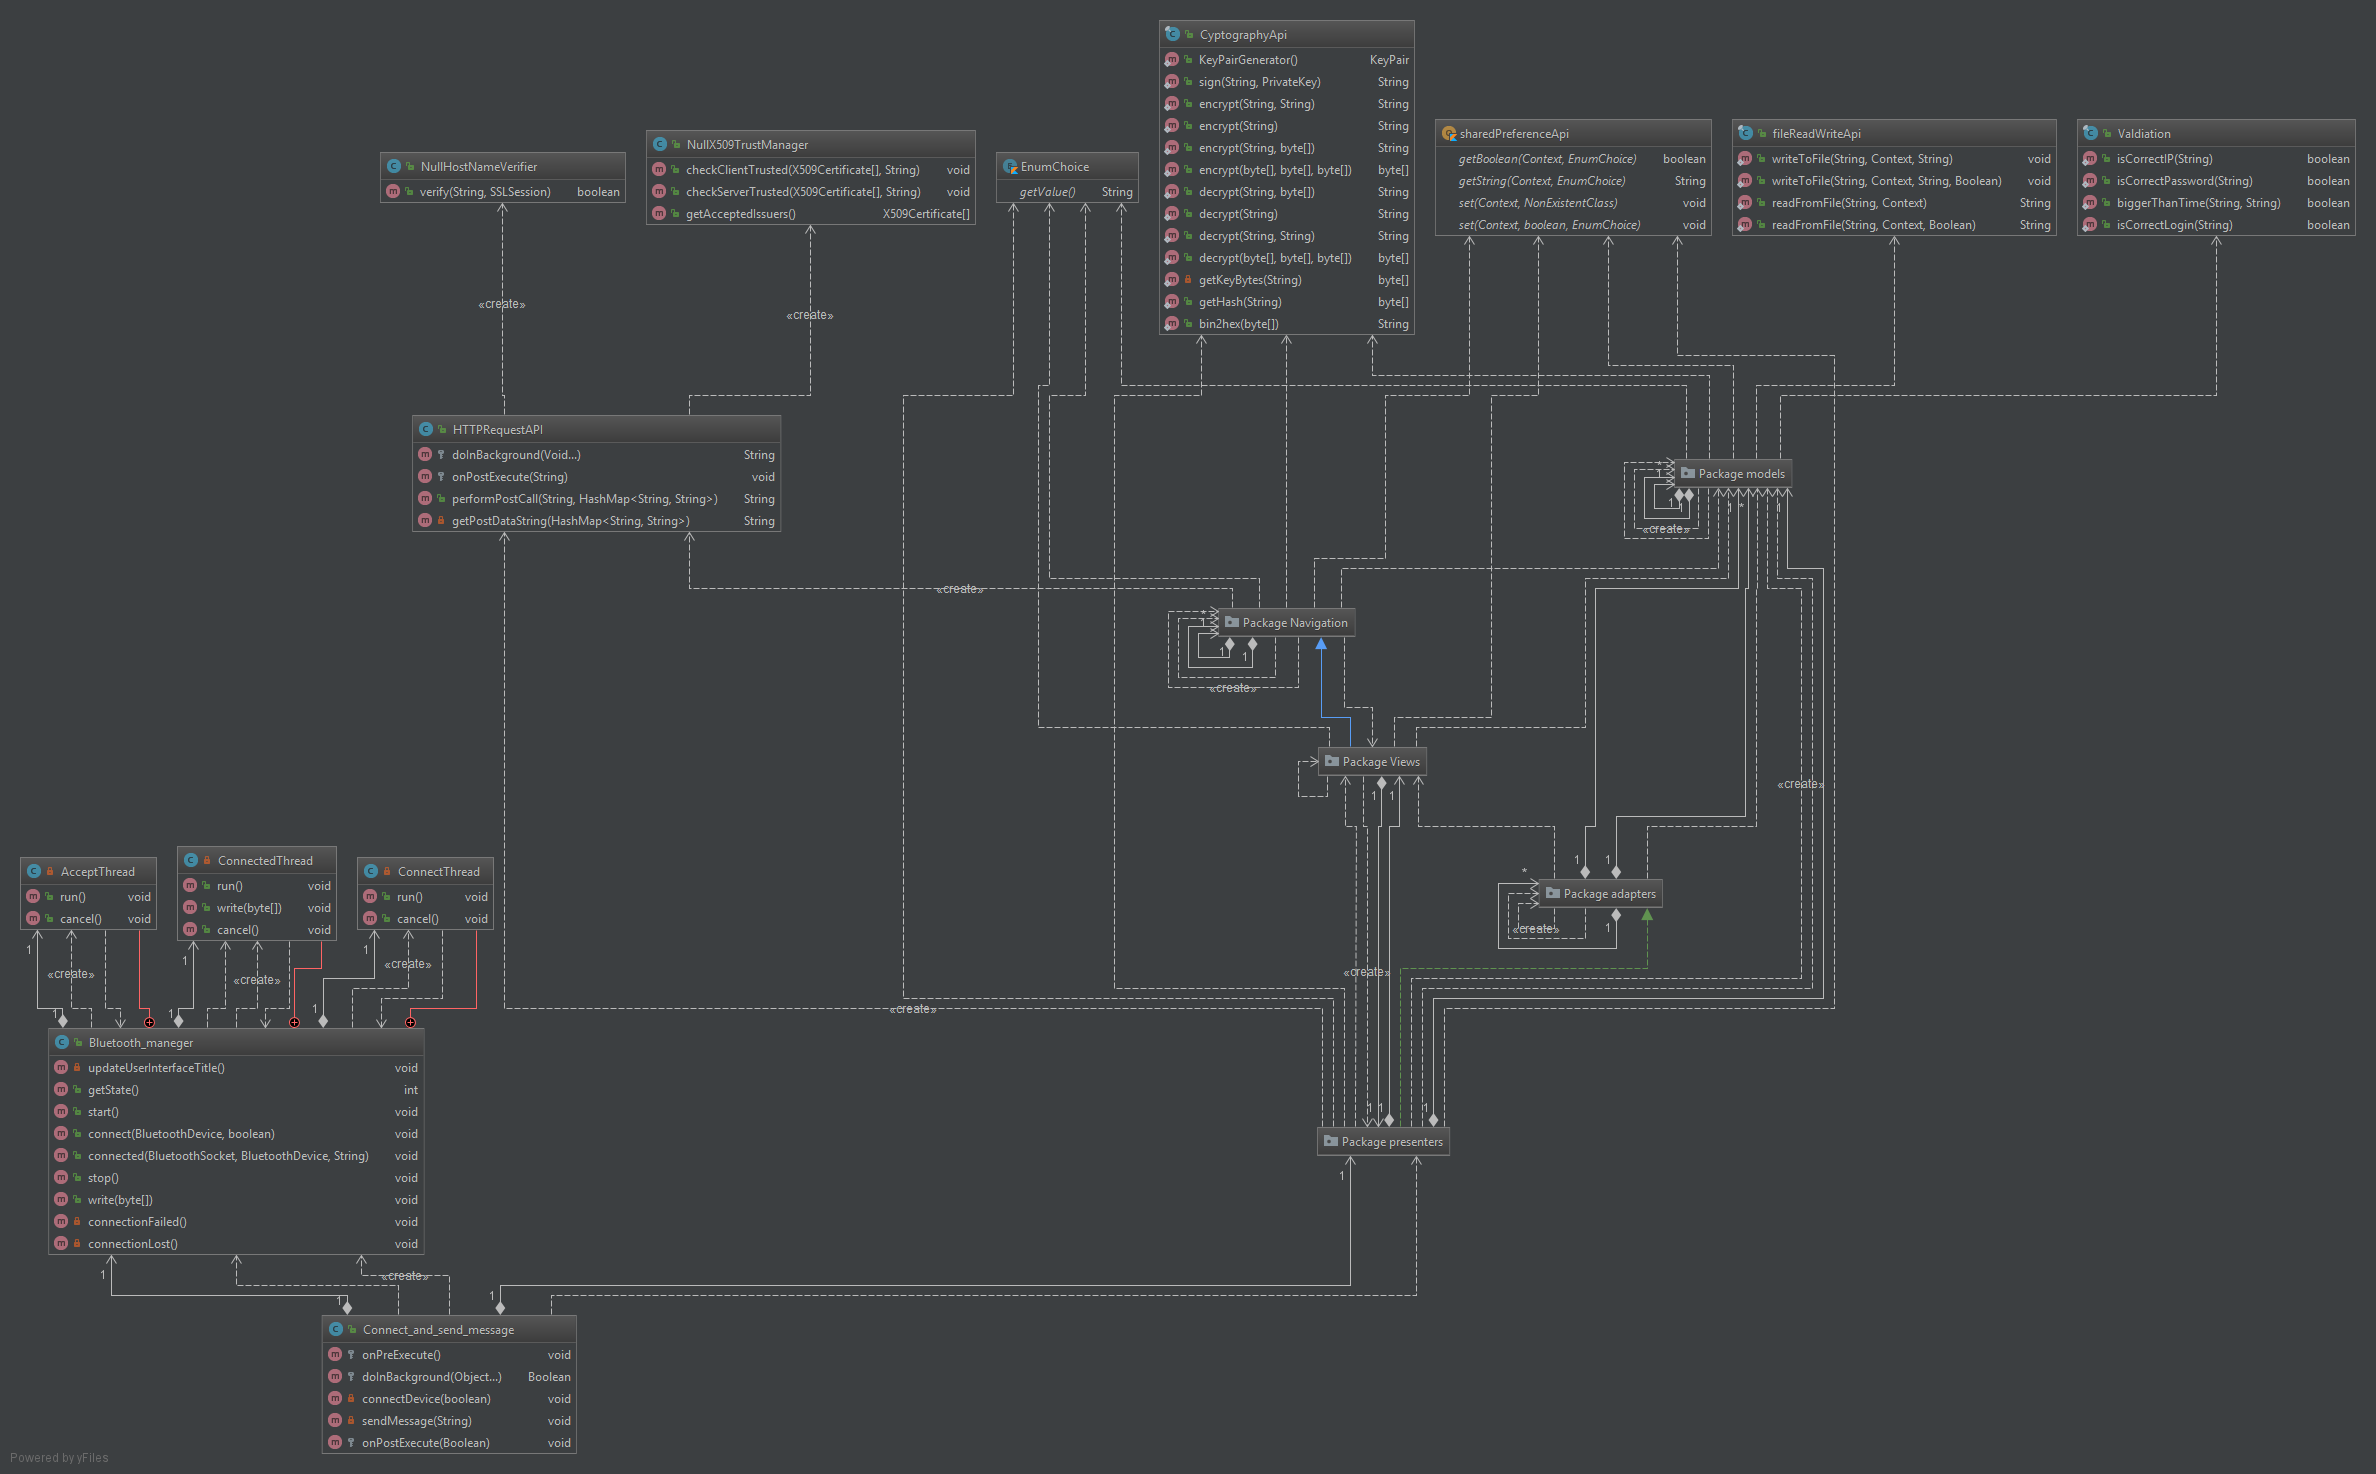 CyptographyApi
KeyPairGenerator() KeyPair
sign(String, PrivateKey) String
encrypt(String, String) String
encrypt(String) String
encrypt(String, byte[]) String
encrypt(byte[], byte[], byte[]) byte[]
decrypt(String, byte[]) String
decrypt(String) String
decrypt(String, String) String
decrypt(byte[], byte[], byte[]) byte[]
getKeyBytes(String) byte[]
getHash(String) byte[]
bin2hex(byte[]) String
NullHostNameVerifier
verify(String, SSLSession) boolean
NullX509TrustManager
checkClientTrusted(X509Certificate[], String) void
checkServerTrusted(X509Certificate[], String) void
getAcceptedIssuers() X509Certificate[]
EnumChoice
getValue() String
sharedPreferenceApi
getBoolean(Context, EnumChoice) boolean
getString(Context, EnumChoice) String
set(Context, NonExistentClass) void
set(Context, boolean, EnumChoice) void
fileReadWriteApi
writeToFile(String, Context, String) void
writeToFile(String, Context, String, Boolean) void
readFromFile(String, Context) String
readFromFile(String, Context, Boolean) String
Valdiation
isCorrectIP(String) boolean
isCorrectPassword(String) boolean
biggerThanTime(String, String) boolean
isCorrectLogin(String) boolean
«create»
«create»
HTTPRequestAPI
doInBackground(Void...) String
onPostExecute(String) void
performPostCall(String, HashMap<String, String>) String
getPostDataString(HashMap<String, String>) String
Package models
1
1
*
1
«create»
«create»
Package Navigation
1
1
«create»
Package Views
1
1
«create»
1
1
*
Package adapters
1
«create»
«create»
«create»
1
1
1
Package presenters
1
AcceptThread
run() void
cancel() void
ConnectedThread
run() void
write(byte[]) void
cancel() void
ConnectThread
run() void
cancel() void
1
«create»
1
1
«create»
1
1
«create»
1
Bluetooth_maneger
updateUserInterfaceTitle() void
getState() int
start() void
connect(BluetoothDevice, boolean) void
connected(BluetoothSocket, BluetoothDevice, String) void
stop() void
write(byte[]) void
connectionFailed() void
connectionLost() void
1
«create»
1
1
Connect_and_send_message
onPreExecute() void
doInBackground(Object...) Boolean
connectDevice(boolean) void
sendMessage(String) void
onPostExecute(Boolean) void
Powered by yFiles